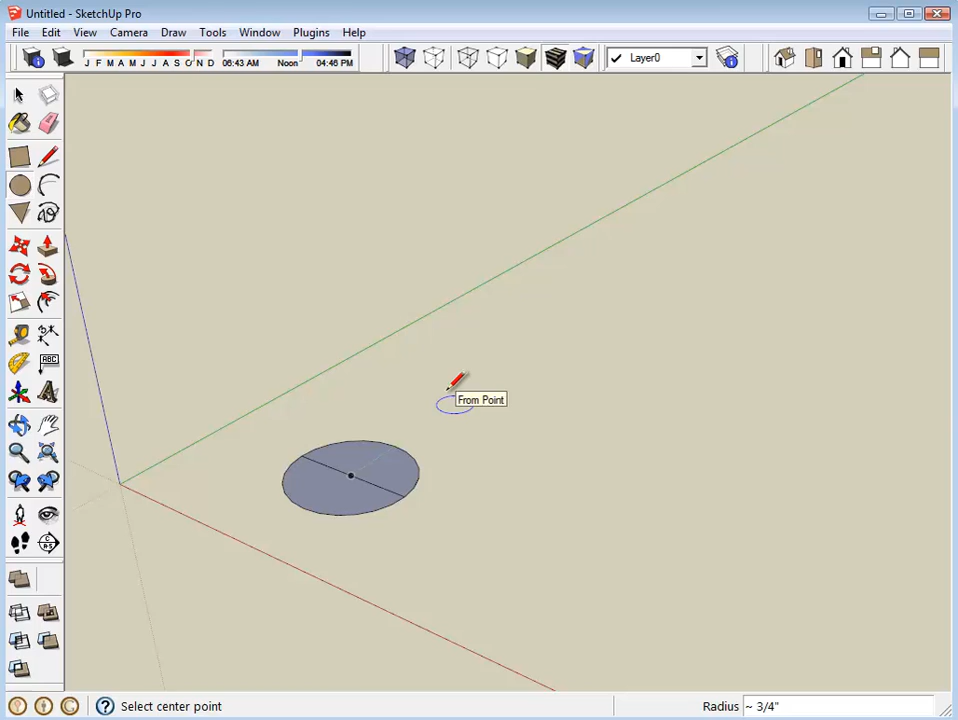 Untitled - SketchUp Pro
File Edit View Camera Draw Tools Window Plugins Help
J F M A M J J A S O N D 06:43 AM Noon 04:46 PM Layer0
ABC
From Point
Select center point Radius ~ 3/4"